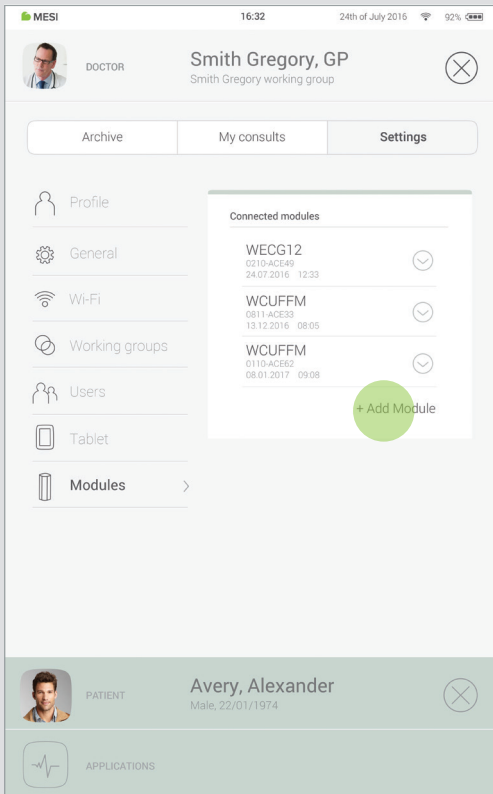 MESI 16:32 24th of July 2016 92%
DOCTOR
Smith Gregory, GP
Smith Gregory working group
Archive My consults Settings
Profile
General
Wi-Fi
Working groups
Users
Tablet
Modules
Connected modules
WECG12
0210-ACE49
24.07.2016 12:33
WCUFFM
0811-ACE33
13.12.2016 08:05
WCUFFM
0110-ACE62
08.01.2017 09:08
+ Add Module
PATIENT
Avery, Alexander
Male, 22/01/1974
APPLICATIONS